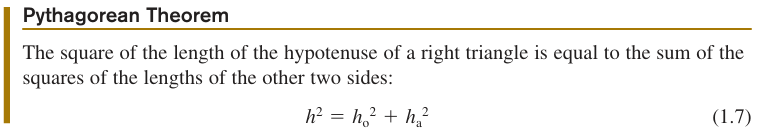 Pythagorean Theorem
The square of the length of the hypotenuse of a right triangle is equal to the sum of the
squares of the lengths of the other two sides:
h² = hₒ² + hₐ² (1.7)